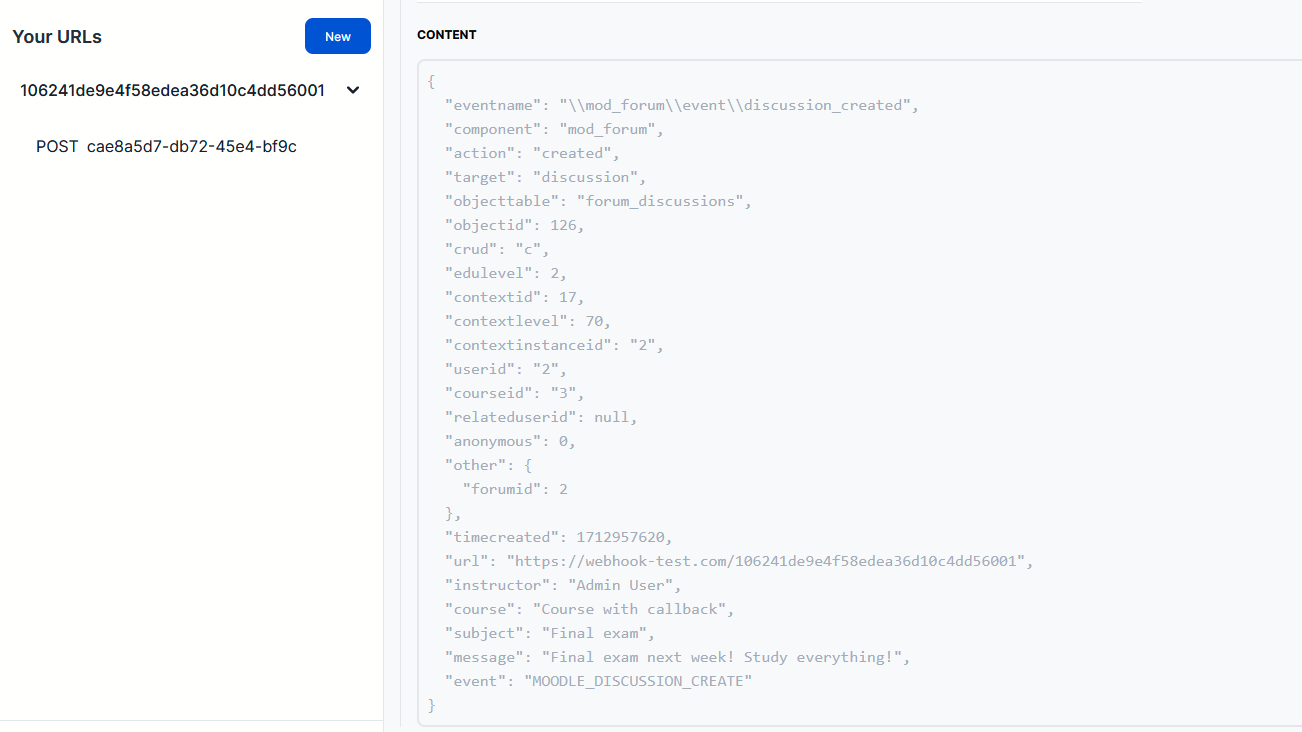 Your URLs
New
106241de9e4f58edea36d10c4dd56001
POST cae8a5d7-db72-45e4-bf9c
CONTENT
{
"eventname": "\\mod_forum\\event\\discussion_created",
"component": "mod_forum",
"action": "created",
"target": "discussion",
"objecttable": "forum_discussions",
"objectid": 126,
"crud": "c",
"edulevel": 2,
"contextid": 17,
"contextlevel": 70,
"contextinstanceid": "2",
"userid": "2",
"courseid": "3",
"relateduserid": null,
"anonymous": 0,
"other": {
"forumid": 2
},
"timecreated": 1712957620,
"url": "https://webhook-test.com/106241de9e4f58edea36d10c4dd56001",
"instructor": "Admin User",
"course": "Course with callback",
"subject": "Final exam",
"message": "Final exam next week! Study everything!",
"event": "MOODLE_DISCUSSION_CREATE"
}